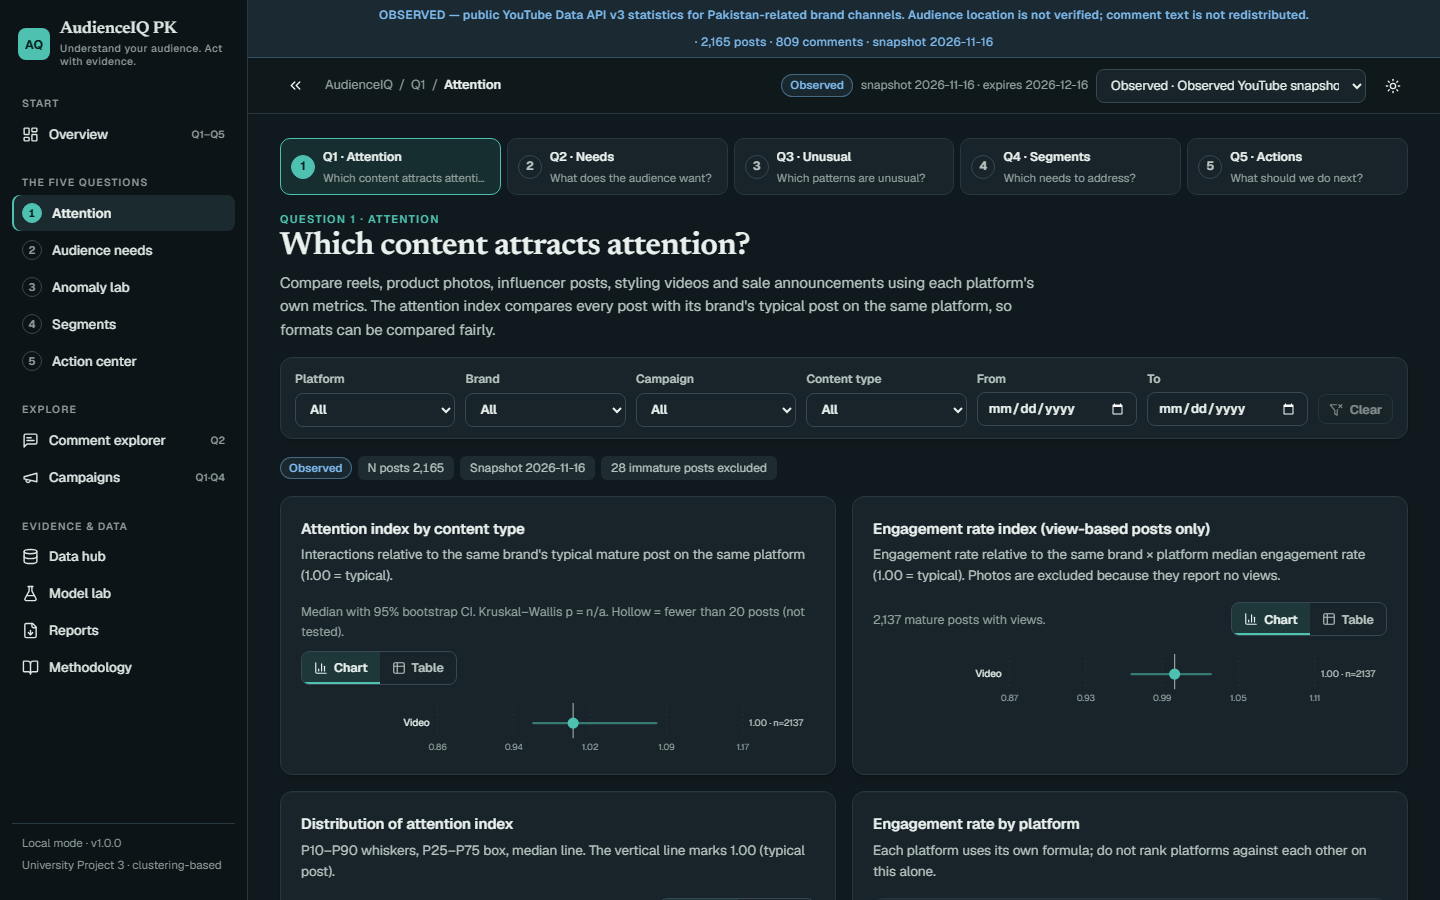 AQ
AudienceIQ PK
Understand your audience. Act
with evidence.
START
Overview Q1–Q5
THE FIVE QUESTIONS
1 Attention
2 Audience needs
3 Anomaly lab
4 Segments
5 Action center
EXPLORE
Comment explorer Q2
Campaigns Q1-Q4
EVIDENCE & DATA
Data hub
Model lab
Reports
Methodology
Local mode · v1.0.0
University Project 3 · clustering-based
OBSERVED — public YouTube Data API v3 statistics for Pakistan-related brand channels. Audience location is not verified; comment text is not redistributed.
· 2,165 posts · 809 comments · snapshot 2026-11-16
AudienceIQ / Q1 / Attention
Observed snapshot 2026-11-16 · expires 2026-12-16 Observed · Observed YouTube snapsho
1 Q1 · Attention
Which content attracts attenti...
2 Q2 · Needs
What does the audience want?
3 Q3 · Unusual
Which patterns are unusual?
4 Q4 · Segments
Which needs to address?
5 Q5 · Actions
What should we do next?
QUESTION 1 · ATTENTION
Which content attracts attention?
Compare reels, product photos, influencer posts, styling videos and sale announcements using each platform's
own metrics. The attention index compares every post with its brand's typical post on the same platform, so
formats can be compared fairly.
Platform Brand Campaign Content type From To
All All All All mm/dd/yyyy mm/dd/yyyy Clear
Observed N posts 2,165 Snapshot 2026-11-16 28 immature posts excluded
Attention index by content type
Interactions relative to the same brand's typical mature post on the same platform
(1.00 = typical).
Median with 95% bootstrap CI. Kruskal–Wallis p = n/a. Hollow = fewer than 20 posts (not
tested).
Chart Table
Video 1.00 · n=2137
0.86 0.94 1.02 1.09 1.17
Engagement rate index (view-based posts only)
Engagement rate relative to the same brand × platform median engagement rate
(1.00 = typical). Photos are excluded because they report no views.
2,137 mature posts with views.
Chart Table
Video 1.00 · n=2137
0.87 0.93 0.99 1.05 1.11
Distribution of attention index
P10–P90 whiskers, P25–P75 box, median line. The vertical line marks 1.00 (typical
post).
Engagement rate by platform
Each platform uses its own formula; do not rank platforms against each other on
this alone.